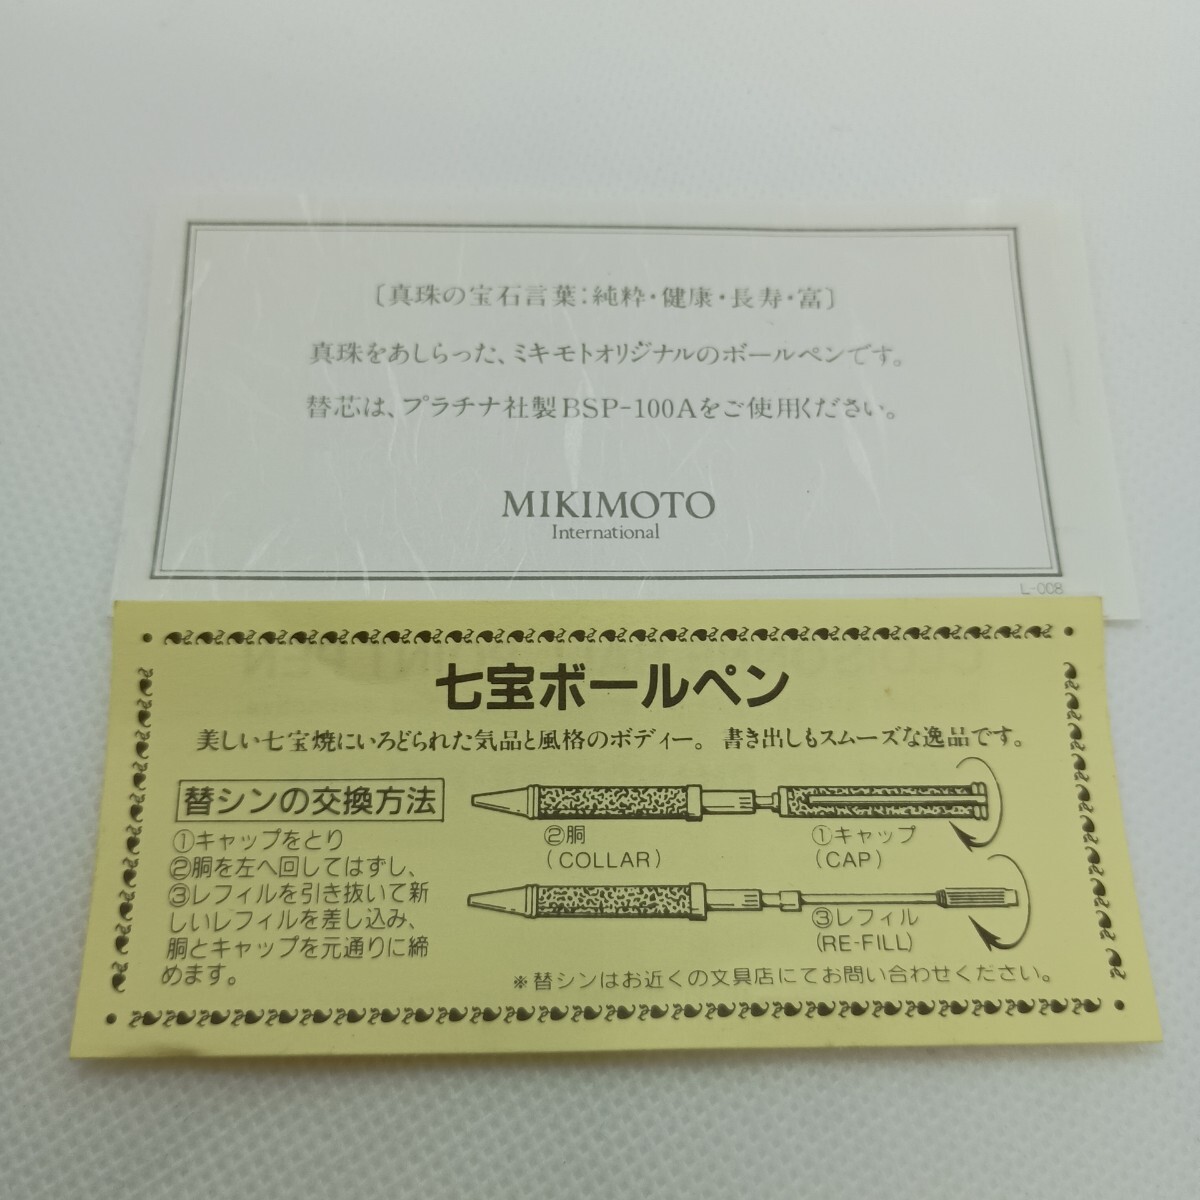 〔真珠の宝石言葉：純粋・健康・長寿・富〕
真珠をあしらった、ミキモトオリジナルのボールペンです。
替芯は、プラチナ社製BSP-100Aをご使用ください。
MIKIMOTO
International
L-008
七宝ボールペン
美しい七宝焼にいろどられた気品と風格のボディー。書き出しもスムーズな逸品です。
替シンの交換方法
①キャップをとり
②胴を左へ回してはずし、
③レフィルを引き抜いて新
しいレフィルを差し込み、
胴とキャップを元通りに締
めます。
②胴
(COLLAR)
①キャップ
(CAP)
③レフィル
(RE-FILL)
※替シンはお近くの文具店にてお問い合わせください。